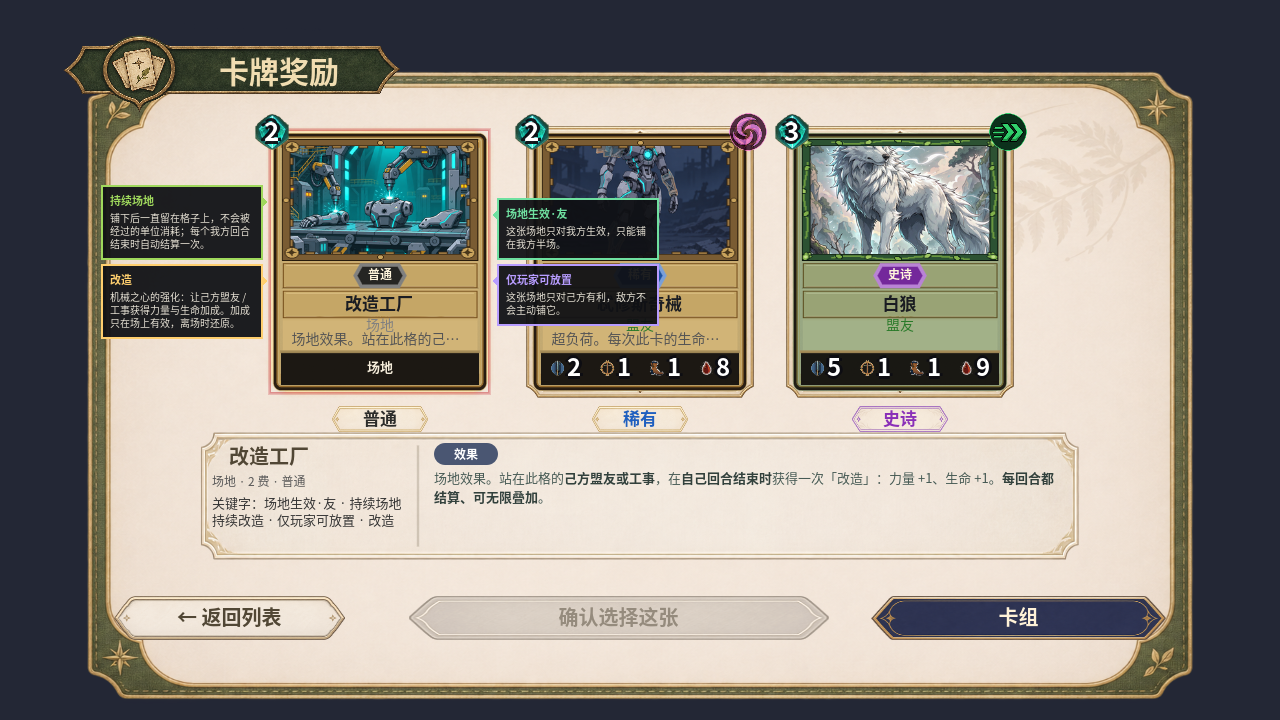 卡牌奖励
2
2
3
持续场地
铺下后一直留在格子上，不会被
经过的单位消耗；每个我方回合
结束时自动结算一次。
改造
机械之心的强化：让己方盟友 /
工事获得力量与生命加成。加成
只在场上有效，离场时还原。
场地生效·友
这张场地只对我方生效，只能铺
在我方半场。
仅玩家可放置
这张场地只对己方有利，敌方不
会主动铺它。
普通
改造工厂
场地
场地效果。站在此格的己…
场地
奇械
盟友
超负荷。每次此卡的生命…
2 1 1 8
史诗
白狼
盟友
5 1 1 9
普通
稀有
史诗
改造工厂
场地 · 2 费 · 普通
关键字：场地生效·友 · 持续场地
持续改造 · 仅玩家可放置 · 改造
效果
场地效果。站在此格的己方盟友或工事，在自己回合结束时获得一次「改造」：力量 +1、生命 +1。每回合都
结算、可无限叠加。
← 返回列表
确认选择这张
卡组